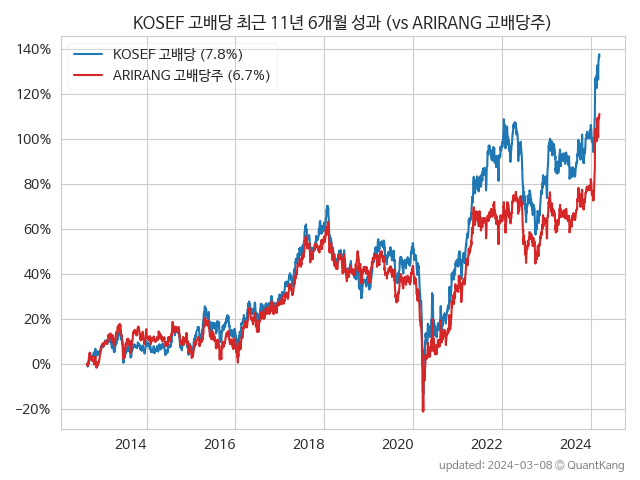 KOSEF 고배당 최근 11년 6개월 성과 (vs ARIRANG 고배당주)
KOSEF 고배당 (7.8%)
ARIRANG 고배당주 (6.7%)
140%
120%
100%
80%
60%
40%
20%
0%
−20%
2014 2016 2018 2020 2022 2024
updated: 2024-03-08 ⓒ QuantKang